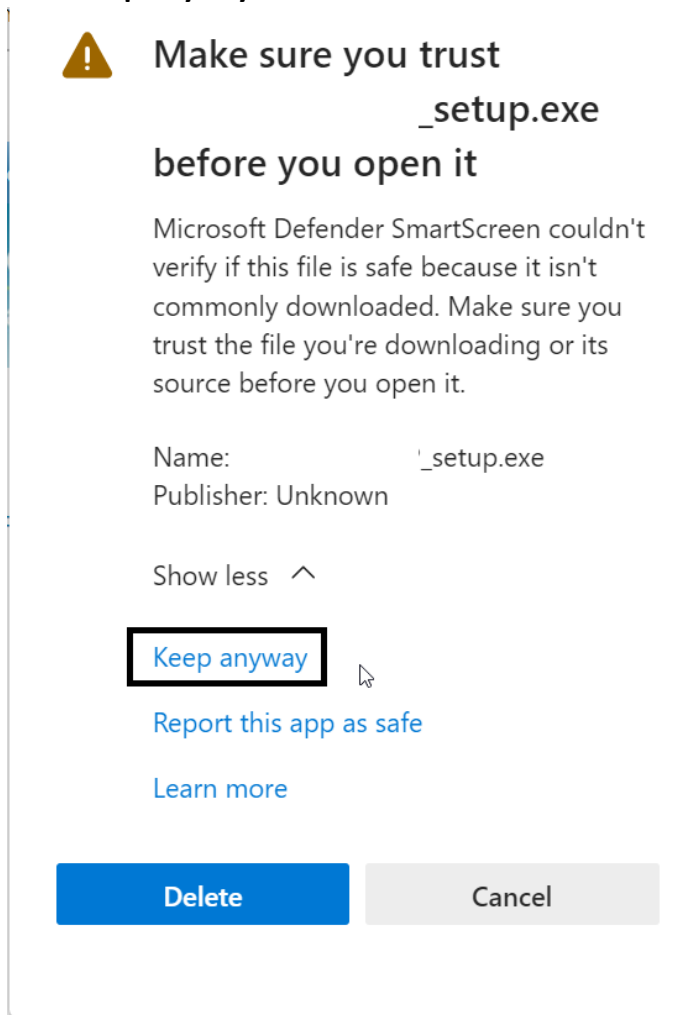 Make sure you trust
_setup.exe
before you open it
Microsoft Defender SmartScreen couldn't
verify if this file is safe because it isn't
commonly downloaded. Make sure you
trust the file you're downloading or its
source before you open it.
Name: '_setup.exe
Publisher: Unknown
Show less
Keep anyway
Report this app as safe
Learn more
Delete
Cancel